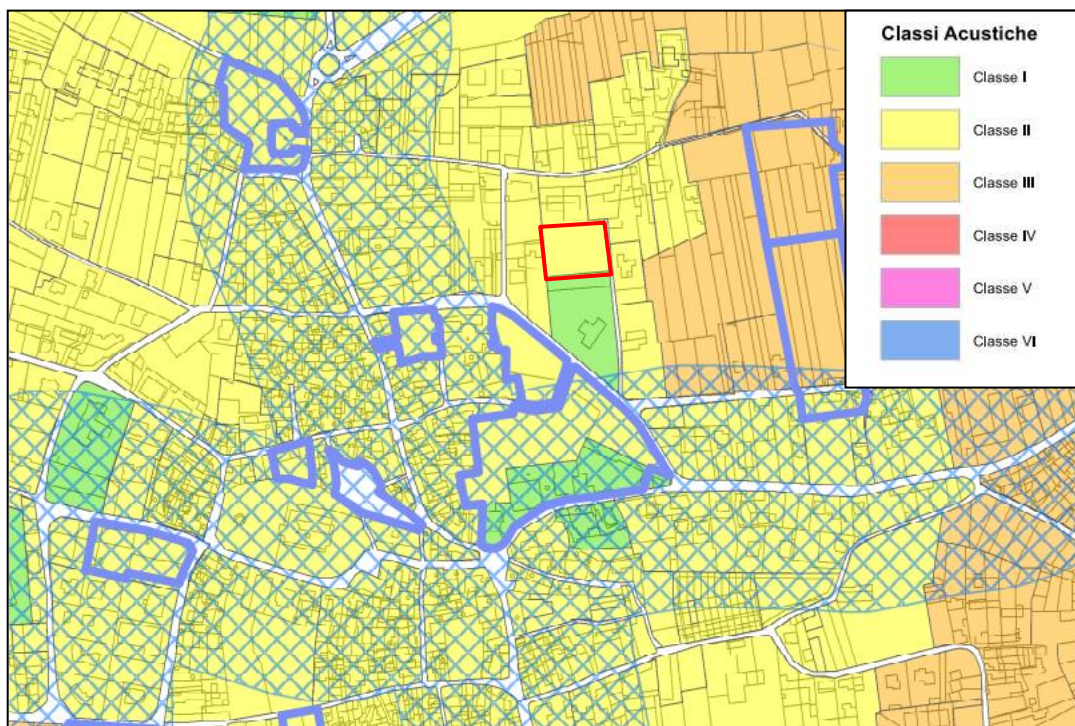 Classi Acustiche
Classe I
Classe II
Classe III
Classe IV
Classe V
Classe VI